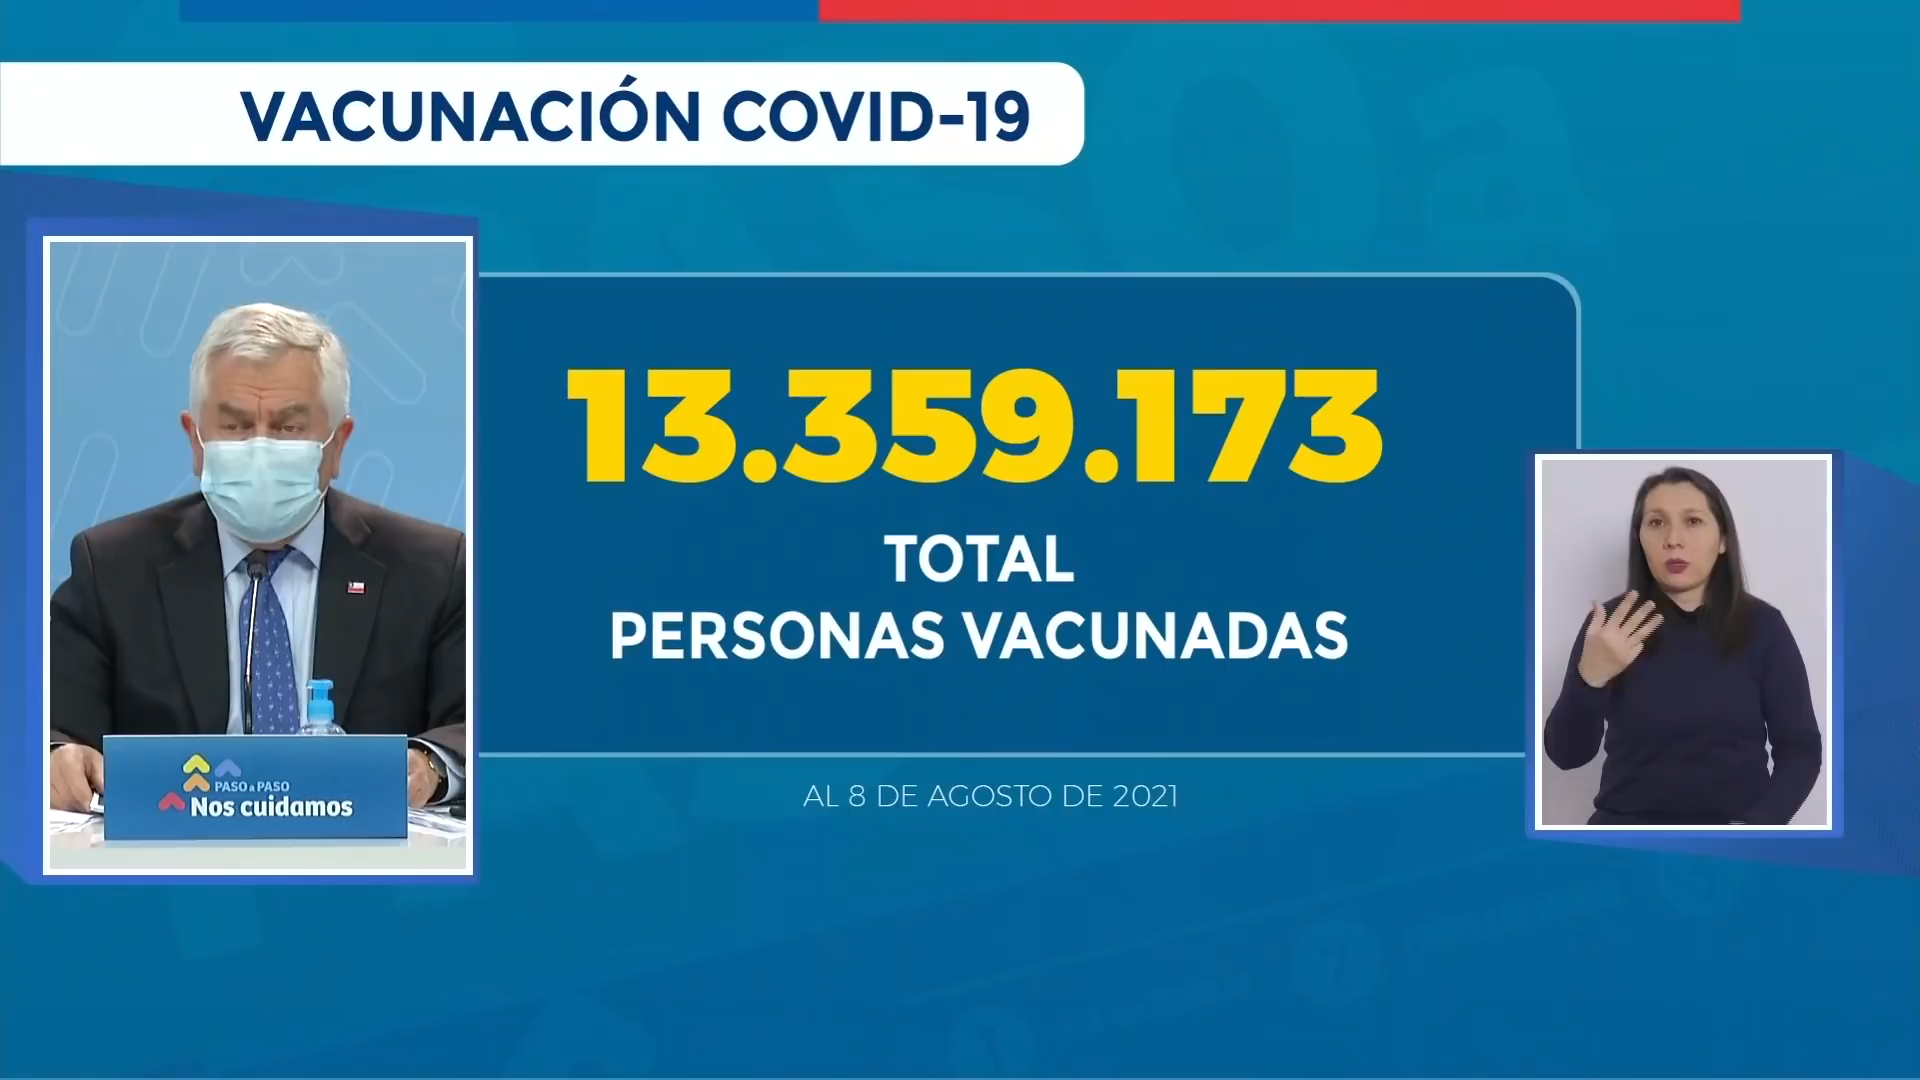 VACUNACIÓN COVID-19
13.359.173
TOTAL
PERSONAS VACUNADAS
AL 8 DE AGOSTO DE 2021
PASO a PASO
Nos cuidamos